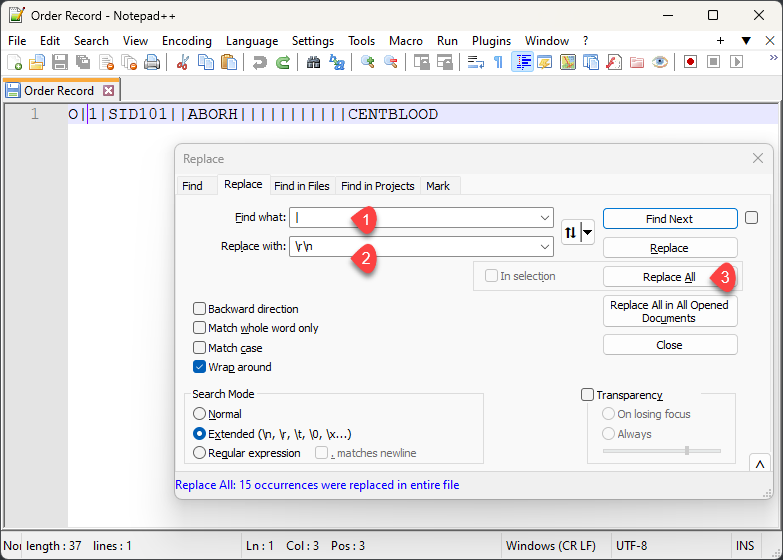 Order Record - Notepad++
File Edit Search View Encoding Language Settings Tools Macro Run Plugins Window ? + ▼ X
Order Record
1 O|1|SID101||ABORH|||||||||||CENTBLOOD
Replace
Find Replace Find in Files Find in Projects Mark
Find what: | 1 Find Next
Replace with: \r\n 2 Replace
In selection Replace All 3
Replace All in All Opened Documents
Close
Backward direction
Match whole word only
Match case
Wrap around
Search Mode
Normal
Extended (\n, \r, \t, \0, \x...)
Regular expression . matches newline
Transparency
On losing focus
Always
Replace All: 15 occurrences were replaced in entire file
length : 37 lines : 1 Ln : 1 Col : 3 Pos : 3 Windows (CR LF) UTF-8 INS